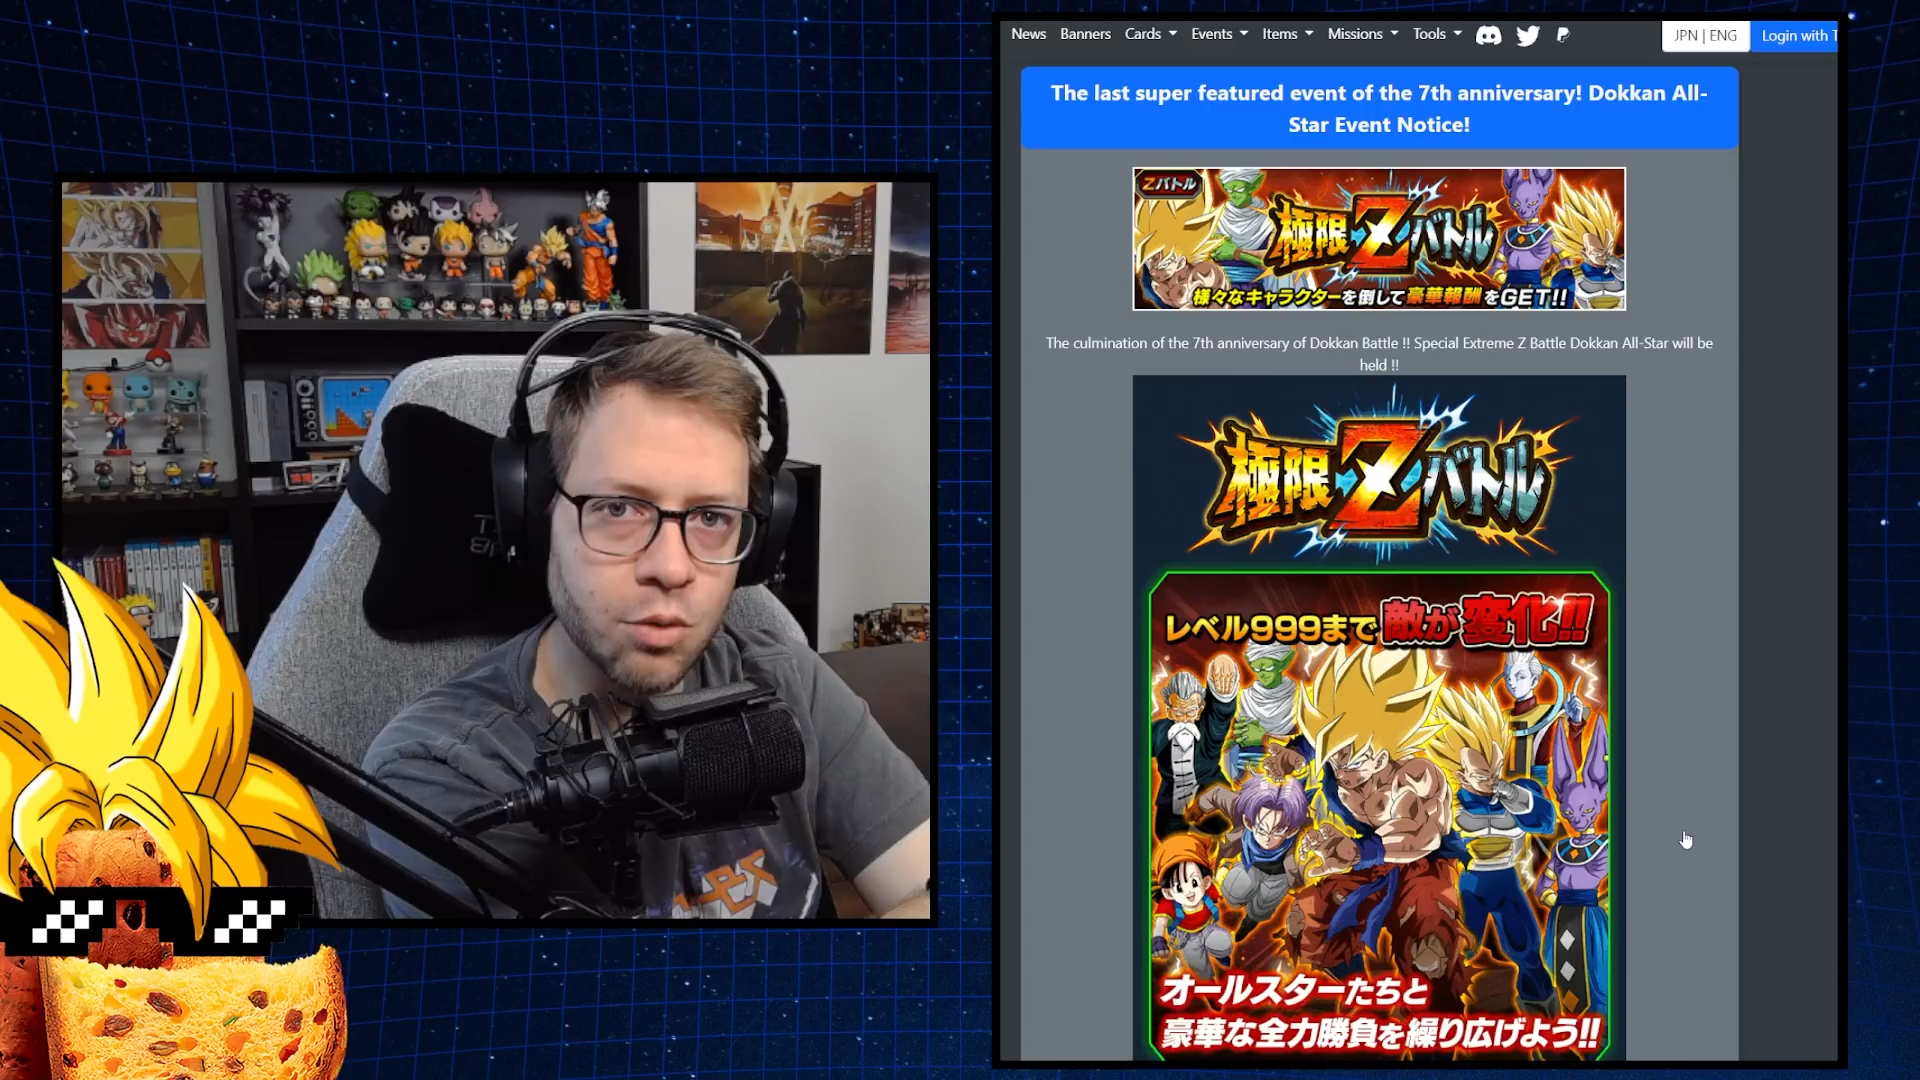 News
Banners
Cards
Events
Items
Missions
Tools
JPN | ENG
Login with T
The last super featured event of the 7th anniversary! Dokkan All-
Star Event Notice!
Zバトル
極限Zバトル
様々なキャラクターを倒して豪華報酬をGET!!
The culmination of the 7th anniversary of Dokkan Battle !! Special Extreme Z Battle Dokkan All-Star will be
held !!
極限Zバトル
レベル999まで敵が変化!!
オールスターたちと
豪華な全力勝負を繰り広げよう!!